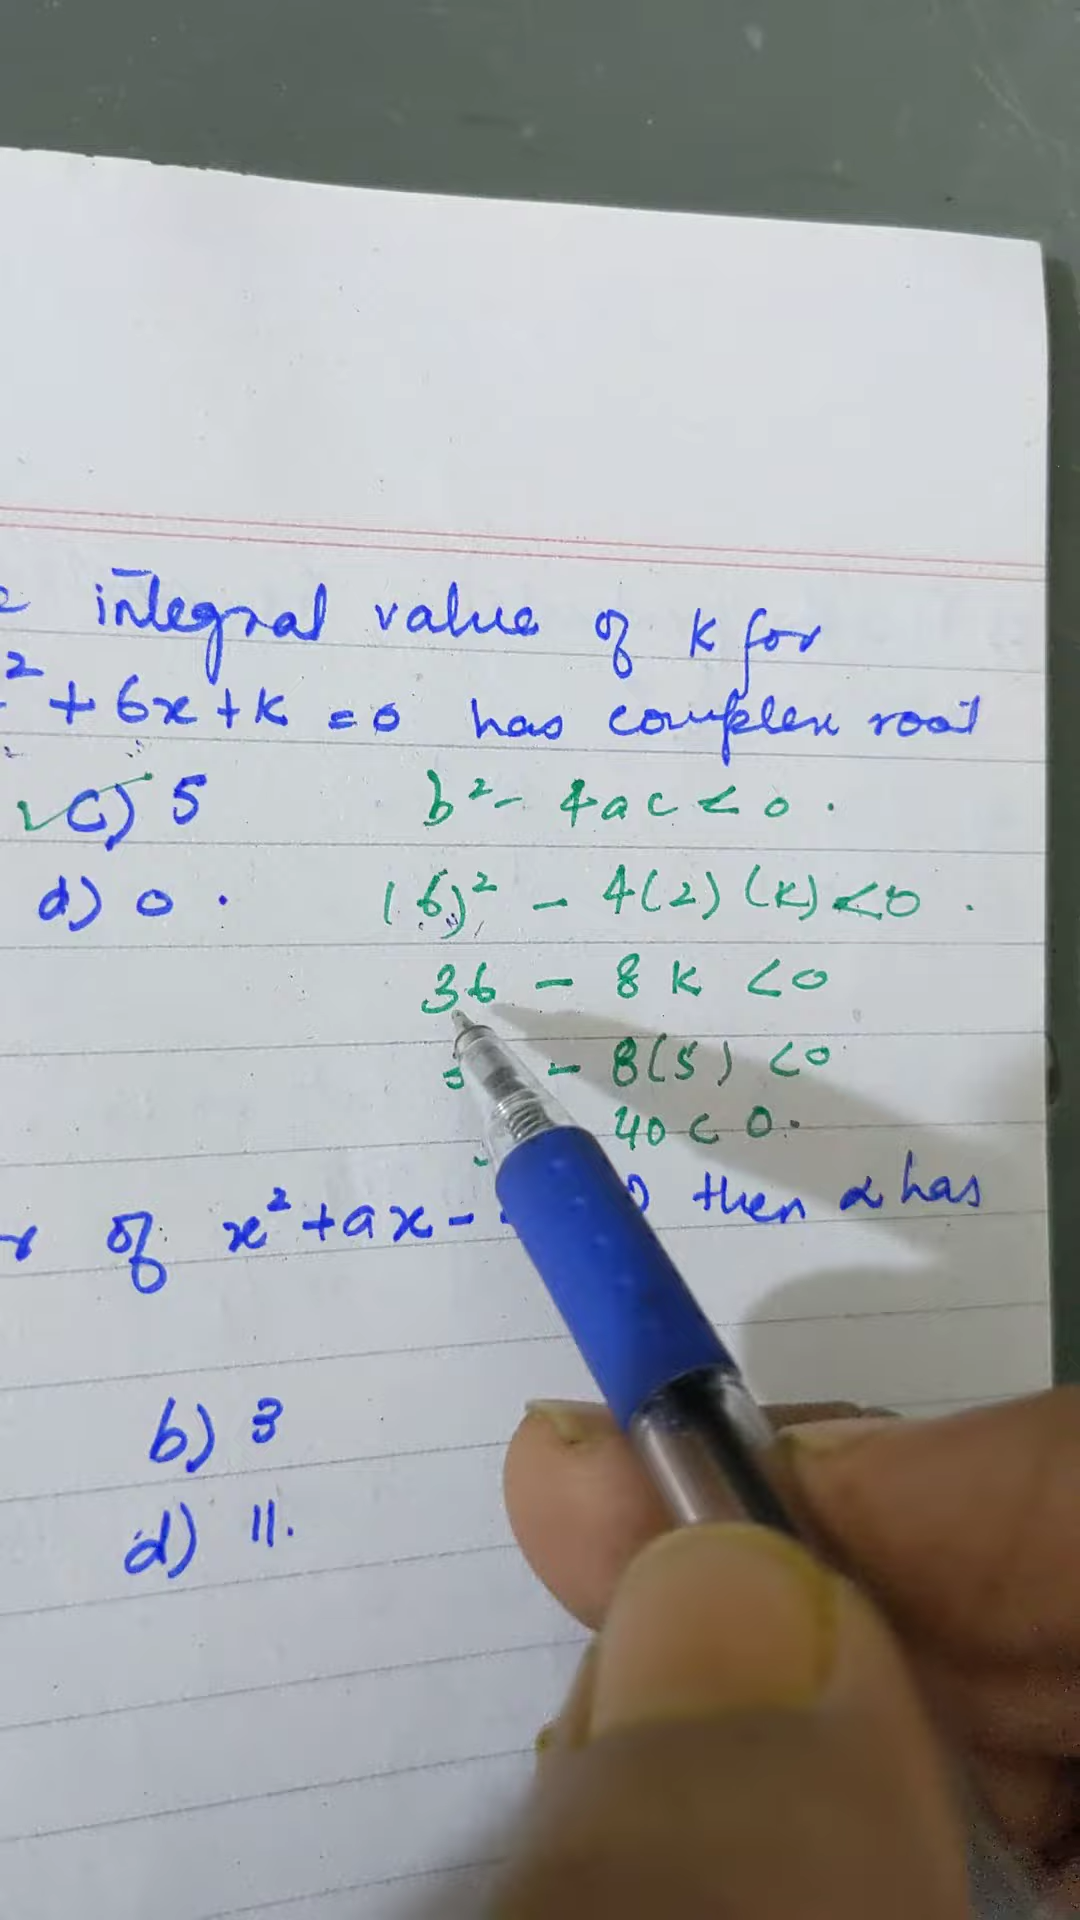 integral value of K for
² + 6x + K = 0 has complex root
c) 5 b² - 4ac < 0 .
d) 0 . (6)² - 4(2) (K) < 0 .
36 - 8K < 0
- 8(5) < 0
40 < 0.
of x² + ax - then α has
b) 3
d) 11.